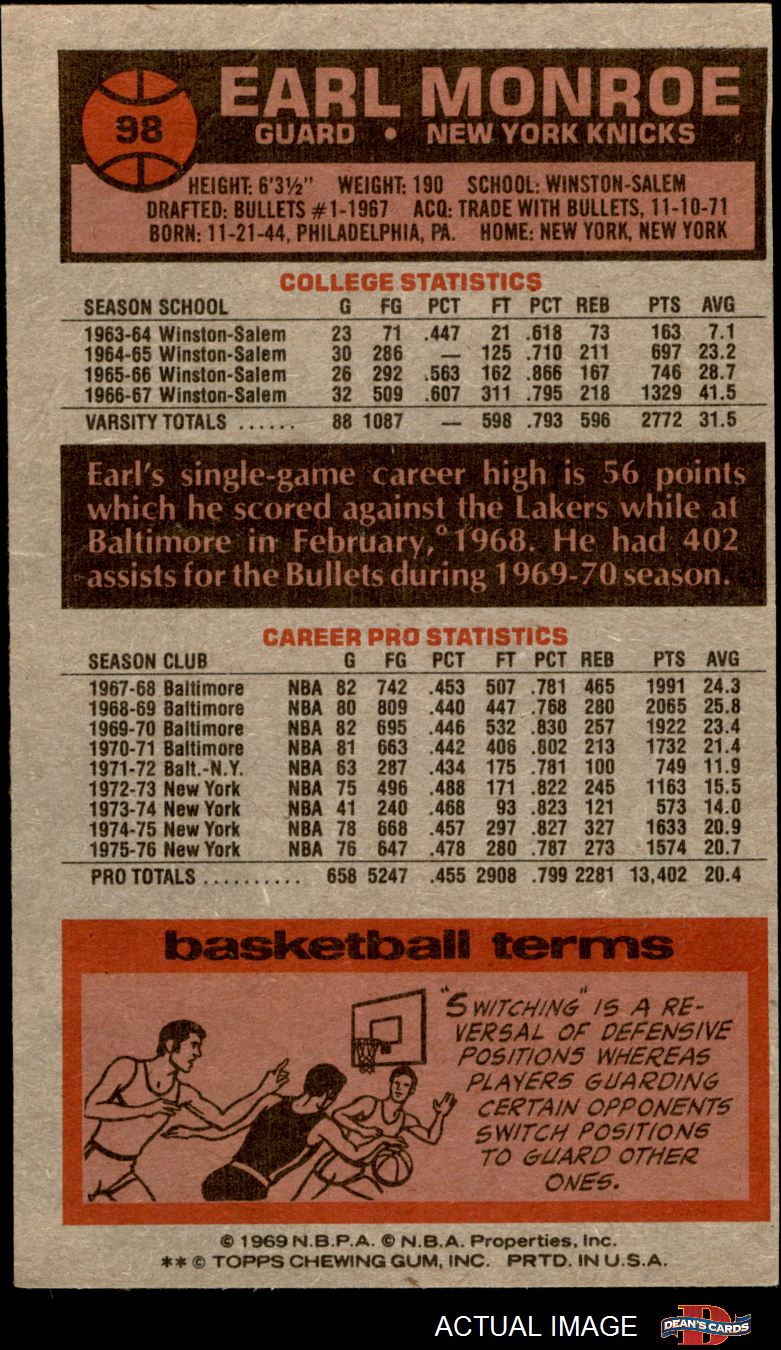 98
EARL MONROE
GUARD • NEW YORK KNICKS
HEIGHT: 6'3½" WEIGHT: 190 SCHOOL: WINSTON-SALEM
DRAFTED: BULLETS #1-1967 ACQ: TRADE WITH BULLETS, 11-10-71
BORN: 11-21-44, PHILADELPHIA, PA. HOME: NEW YORK, NEW YORK
COLLEGE STATISTICS
SEASON SCHOOL G FG PCT FT PCT REB PTS AVG
1963-64 Winston-Salem 23 71 .447 21 .618 73 163 7.1
1964-65 Winston-Salem 30 286 — 125 .710 211 697 23.2
1965-66 Winston-Salem 26 292 .563 162 .866 167 746 28.7
1966-67 Winston-Salem 32 509 .607 311 .795 218 1329 41.5
VARSITY TOTALS ...... 88 1087 — 598 .793 596 2772 31.5
Earl's single-game career high is 56 points
which he scored against the Lakers while at
Baltimore in February, 1968. He had 402
assists for the Bullets during 1969-70 season.
CAREER PRO STATISTICS
SEASON CLUB G FG PCT FT PCT REB PTS AVG
1967-68 Baltimore NBA 82 742 .453 507 .781 465 1991 24.3
1968-69 Baltimore NBA 80 809 .440 447 .768 280 2065 25.8
1969-70 Baltimore NBA 82 695 .446 532 .830 257 1922 23.4
1970-71 Baltimore NBA 81 663 .442 406 .802 213 1732 21.4
1971-72 Balt.-N.Y. NBA 63 287 .434 175 .781 100 749 11.9
1972-73 New York NBA 75 496 .488 171 .822 245 1163 15.5
1973-74 New York NBA 41 240 .468 93 .823 121 573 14.0
1974-75 New York NBA 78 668 .457 297 .827 327 1633 20.9
1975-76 New York NBA 76 647 .478 280 .787 273 1574 20.7
PRO TOTALS .......... 658 5247 .455 2908 .799 2281 13,402 20.4
basketball terms
"SWITCHING" IS A RE-
VERSAL OF DEFENSIVE
POSITIONS WHEREAS
PLAYERS GUARDING
CERTAIN OPPONENTS
SWITCH POSITIONS
TO GUARD OTHER
ONES.
© 1969 N.B.P.A. © N.B.A. Properties, Inc.
** © TOPPS CHEWING GUM, INC. PRTD. IN U.S.A.
ACTUAL IMAGE
DEAN'S CARDS